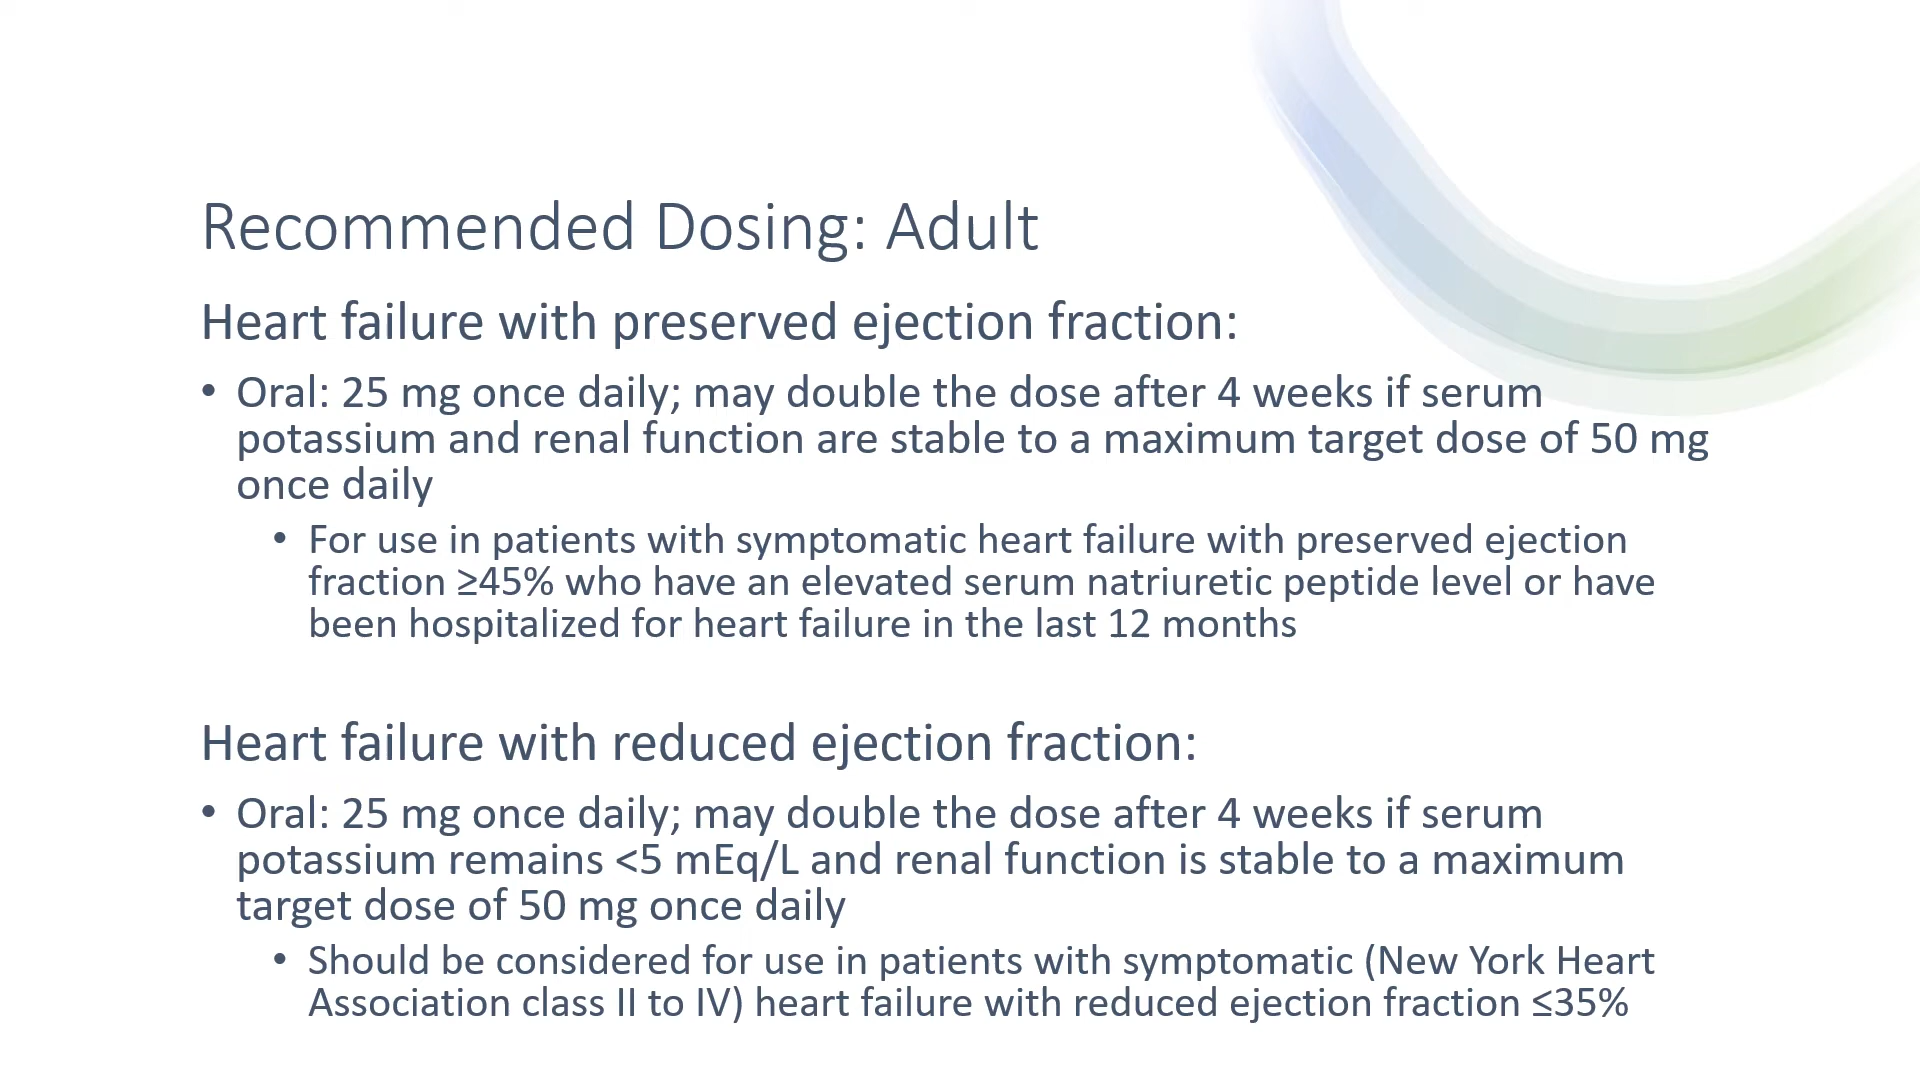 Recommended Dosing: Adult
Heart failure with preserved ejection fraction:
• Oral: 25 mg once daily; may double the dose after 4 weeks if serum
potassium and renal function are stable to a maximum target dose of 50 mg
once daily
• For use in patients with symptomatic heart failure with preserved ejection
fraction ≥45% who have an elevated serum natriuretic peptide level or have
been hospitalized for heart failure in the last 12 months
Heart failure with reduced ejection fraction:
• Oral: 25 mg once daily; may double the dose after 4 weeks if serum
potassium remains <5 mEq/L and renal function is stable to a maximum
target dose of 50 mg once daily
• Should be considered for use in patients with symptomatic (New York Heart
Association class II to IV) heart failure with reduced ejection fraction ≤35%